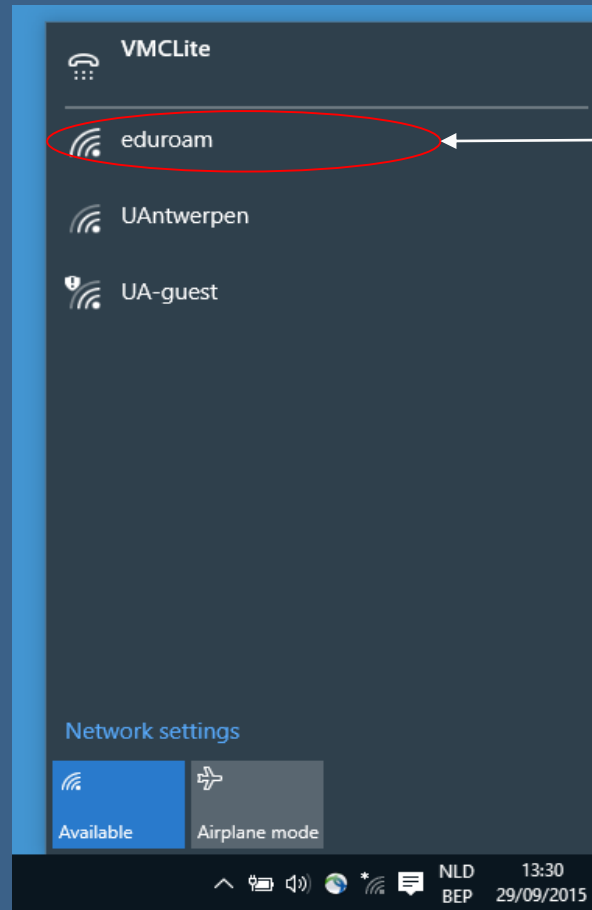 VMCLite
eduroam
UAntwerpen
UA-guest
Network settings
Available
Airplane mode
NLD
BEP
13:30
29/09/2015